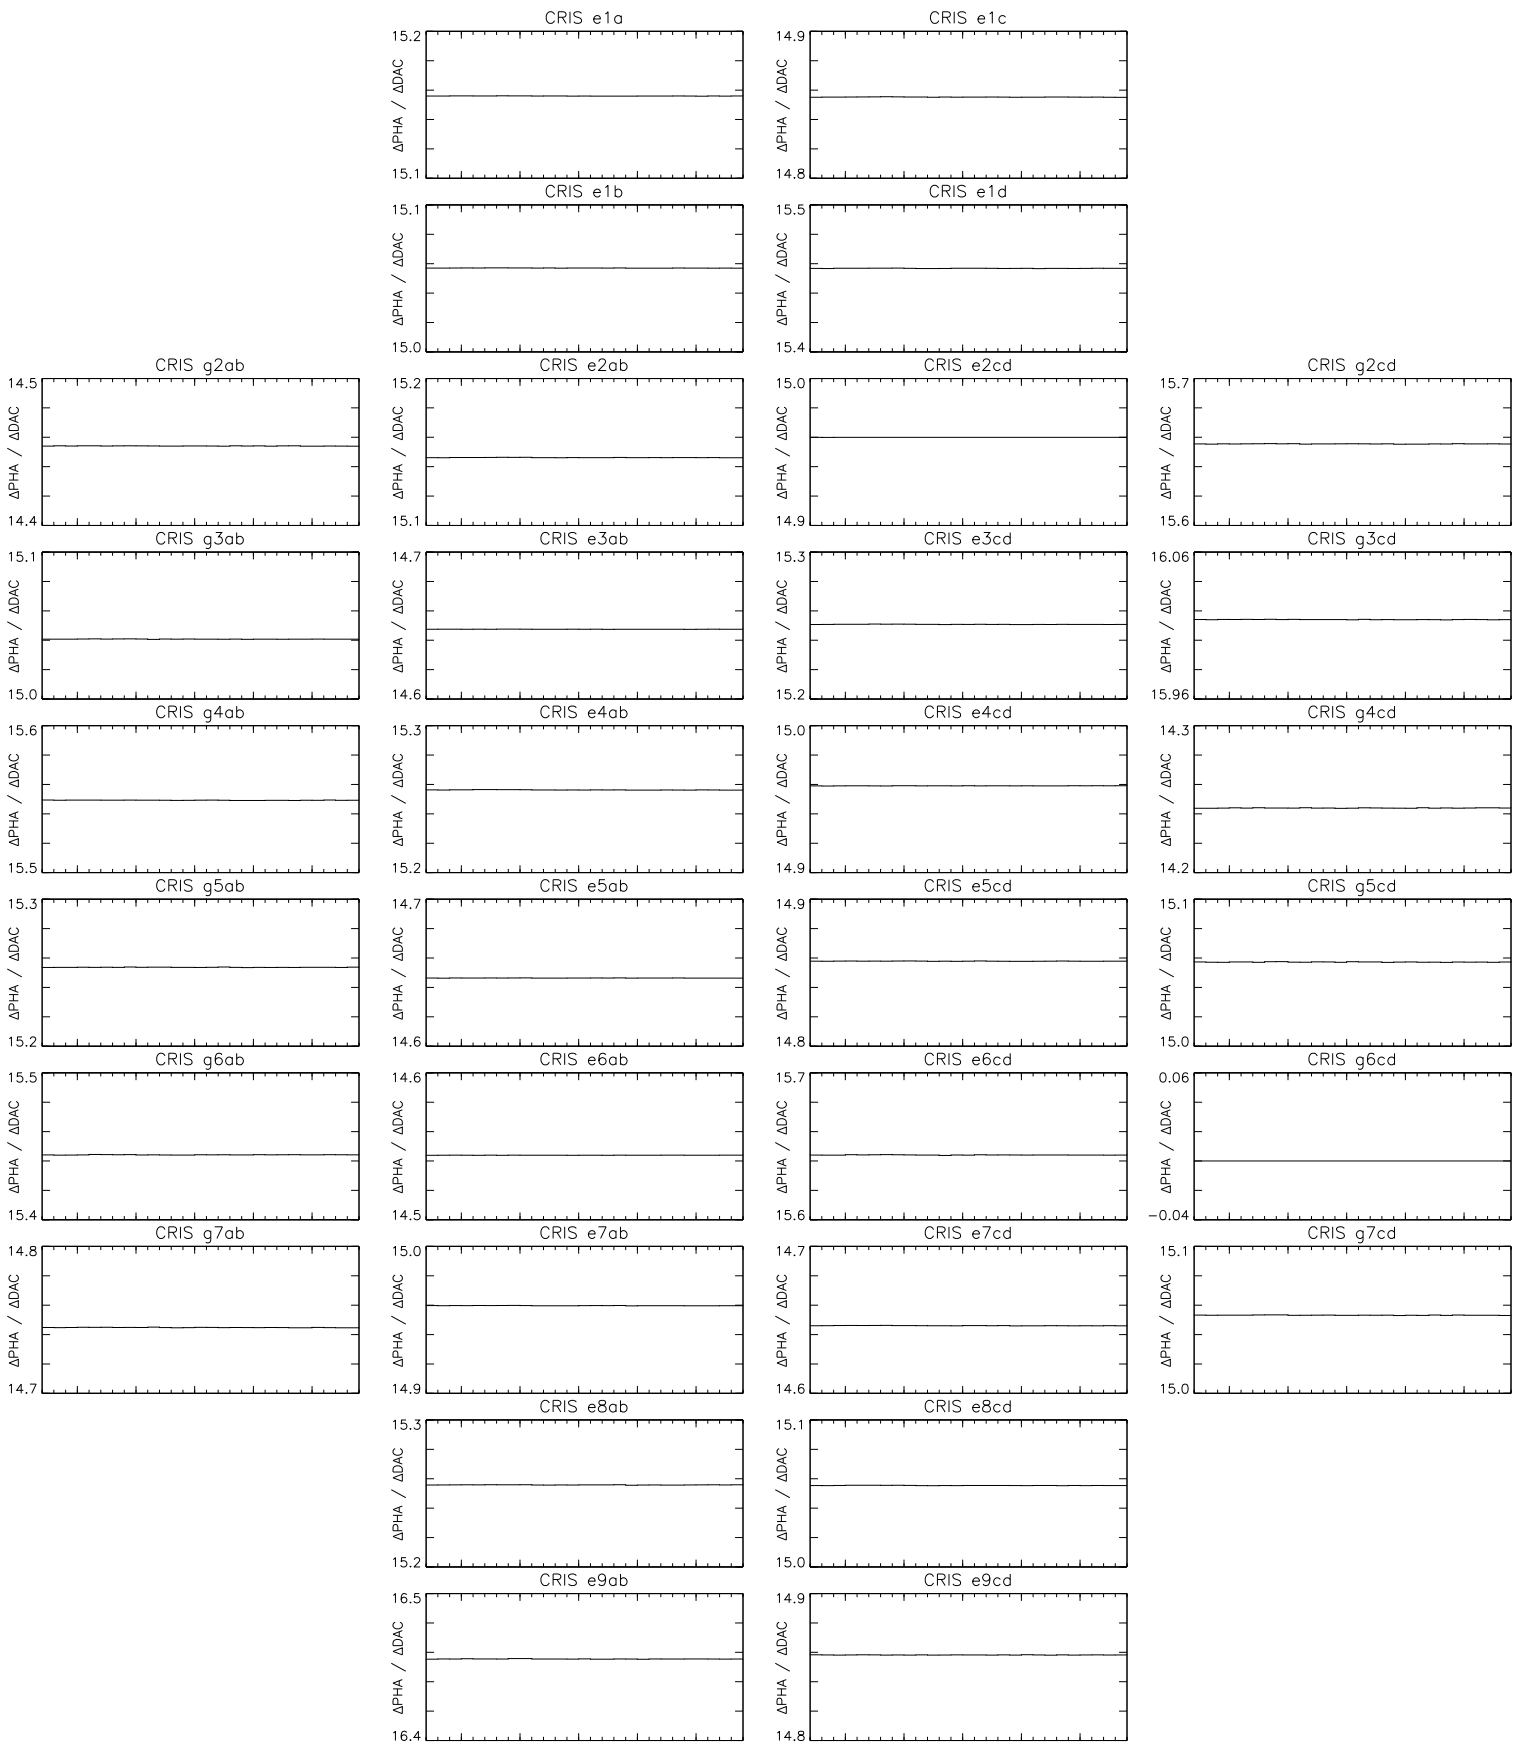 CRIS e1a
15.2
ΔPHA / ΔDAC
15.1
CRIS e1c
14.9
ΔPHA / ΔDAC
14.8
CRIS e1b
15.1
ΔPHA / ΔDAC
15.0
CRIS e1d
15.5
ΔPHA / ΔDAC
15.4
CRIS g2ab
14.5
ΔPHA / ΔDAC
14.4
CRIS e2ab
15.2
ΔPHA / ΔDAC
15.1
CRIS e2cd
15.0
ΔPHA / ΔDAC
14.9
CRIS g2cd
15.7
ΔPHA / ΔDAC
15.6
CRIS g3ab
15.1
ΔPHA / ΔDAC
15.0
CRIS e3ab
14.7
ΔPHA / ΔDAC
14.6
CRIS e3cd
15.3
ΔPHA / ΔDAC
15.2
CRIS g3cd
16.06
ΔPHA / ΔDAC
15.96
CRIS g4ab
15.6
ΔPHA / ΔDAC
15.5
CRIS e4ab
15.3
ΔPHA / ΔDAC
15.2
CRIS e4cd
15.0
ΔPHA / ΔDAC
14.9
CRIS g4cd
14.3
ΔPHA / ΔDAC
14.2
CRIS g5ab
15.3
ΔPHA / ΔDAC
15.2
CRIS e5ab
14.7
ΔPHA / ΔDAC
14.6
CRIS e5cd
14.9
ΔPHA / ΔDAC
14.8
CRIS g5cd
15.1
ΔPHA / ΔDAC
15.0
CRIS g6ab
15.5
ΔPHA / ΔDAC
15.4
CRIS e6ab
14.6
ΔPHA / ΔDAC
14.5
CRIS e6cd
15.7
ΔPHA / ΔDAC
15.6
CRIS g6cd
0.06
ΔPHA / ΔDAC
−0.04
CRIS g7ab
14.8
ΔPHA / ΔDAC
14.7
CRIS e7ab
15.0
ΔPHA / ΔDAC
14.9
CRIS e7cd
14.7
ΔPHA / ΔDAC
14.6
CRIS g7cd
15.1
ΔPHA / ΔDAC
15.0
CRIS e8ab
15.3
ΔPHA / ΔDAC
15.2
CRIS e8cd
15.1
ΔPHA / ΔDAC
15.0
CRIS e9ab
16.5
ΔPHA / ΔDAC
16.4
CRIS e9cd
14.9
ΔPHA / ΔDAC
14.8